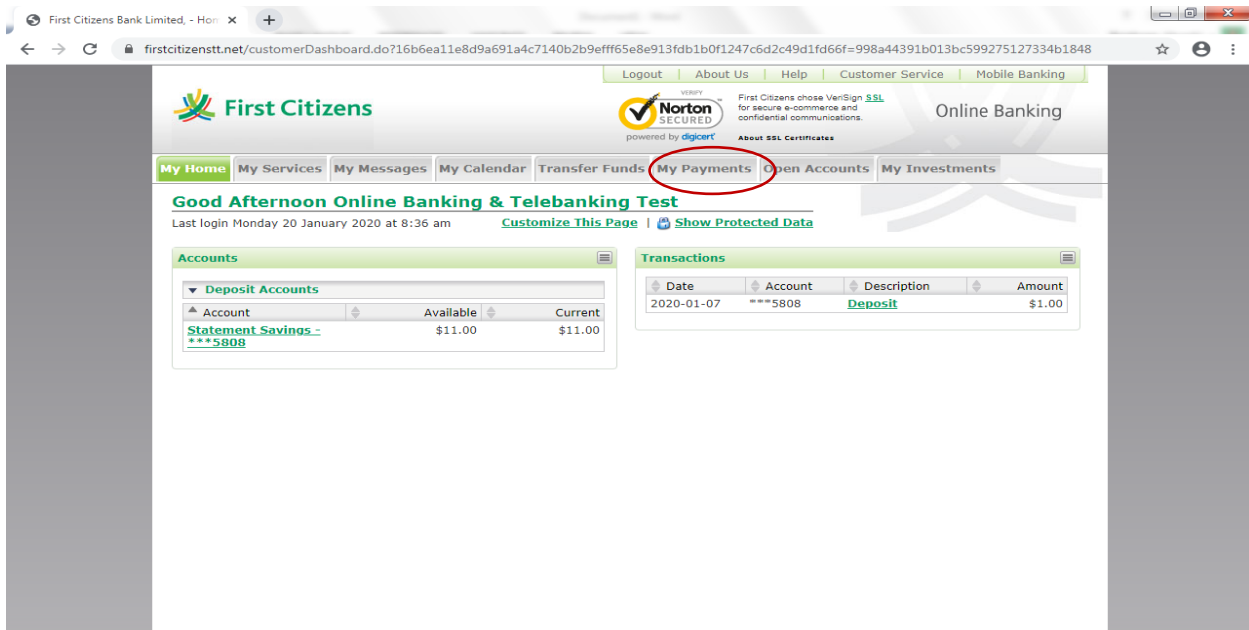 First Citizens Bank Limited, - Hon
firstcitizenstt.net/customerDashboard.do?16b6ea11e8d9a691a4c7140b2b9efff65e8e913fdb1b0f1247c6d2c49d1fd66f=998a44391b013bc599275127334b1848
Logout | About Us | Help | Customer Service | Mobile Banking
First Citizens
VERIFY
Norton
SECURED
powered by digicert
First Citizens chose VeriSign SSL
for secure e-commerce and
confidential communications.
About SSL Certificates
Online Banking
My Home My Services My Messages My Calendar Transfer Funds My Payments Open Accounts My Investments
Good Afternoon Online Banking & Telebanking Test
Last login Monday 20 January 2020 at 8:36 am Customize This Page | Show Protected Data
Accounts
Deposit Accounts
Account Available Current
Statement Savings - $11.00 $11.00
***5808
Transactions
Date Account Description Amount
2020-01-07 ***5808 Deposit $1.00